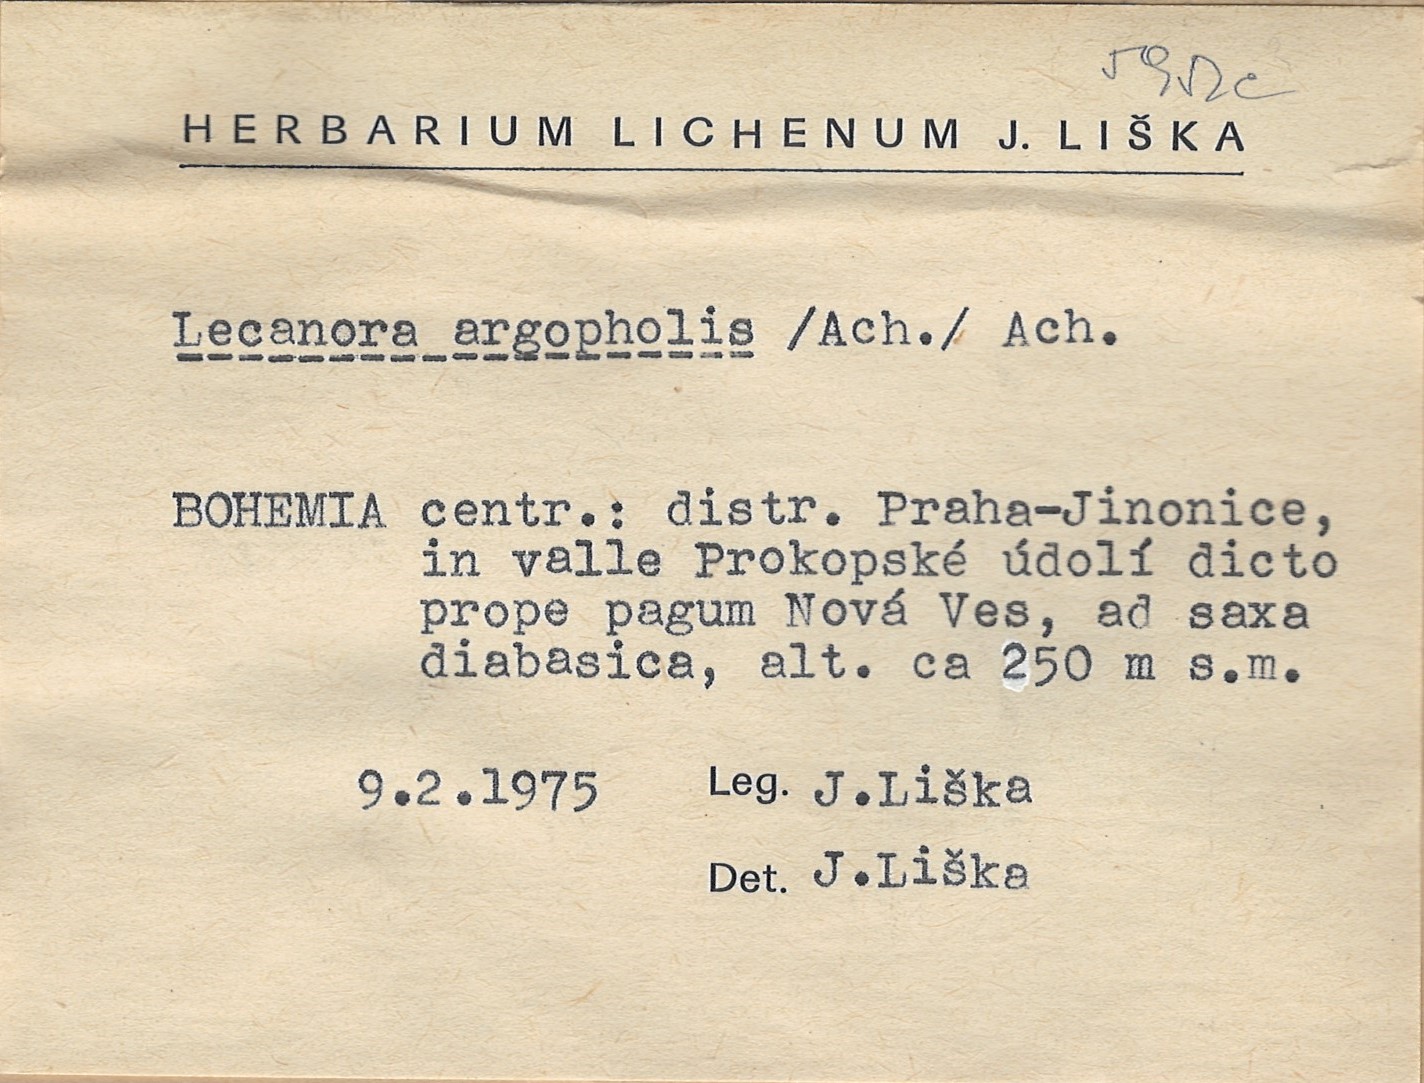 HERBARIUM LICHENUM J. LIŠKA
Lecanora argopholis /Ach./ Ach.
BOHEMIA centr.: distr. Praha-Jinonice,
in valle Prokopské údolí dicto
prope pagum Nová Ves, ad saxa
diabasica, alt. ca 250 m s.m.
9.2.1975 Leg. J.Liška
Det. J.Liška